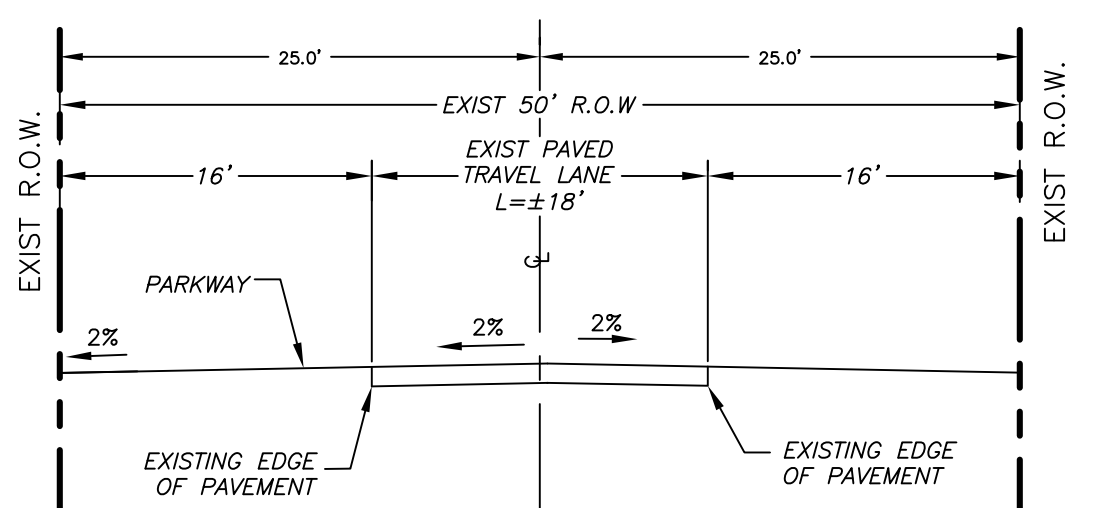 25.0'
25.0'
EXIST 50' R.O.W
EXIST R.O.W.
EXIST R.O.W.
EXIST PAVED
TRAVEL LANE
L=±18'
16'
16'
℄
PARKWAY
2%
2%
2%
EXISTING EDGE
OF PAVEMENT
EXISTING EDGE
OF PAVEMENT